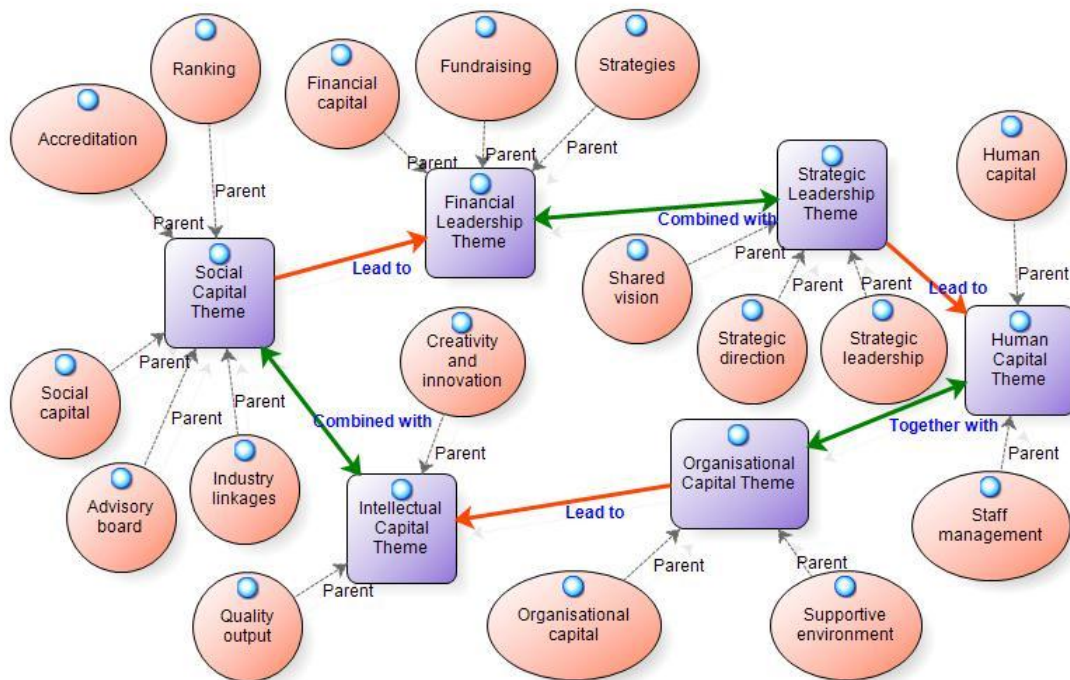 Ranking
Accreditation
Financial
capital
Fundraising
Strategies
Human
capital
Parent
Parent
Parent
Parent
Parent
Parent
Social
Capital
Theme
Financial
Leadership
Theme
Strategic
Leadership
Theme
Combined with
Lead to
Lead to
Shared
vision
Parent
Parent
Parent
Strategic
direction
Strategic
leadership
Human
Capital
Theme
Creativity and
innovation
Parent
Parent
Parent
Parent
Social
capital
Advisory
board
Industry
linkages
Combined with
Together with
Organisational
Capital Theme
Intellectual
Capital
Theme
Lead to
Parent
Staff
management
Parent
Parent
Parent
Quality
output
Organisational
capital
Supportive
environment